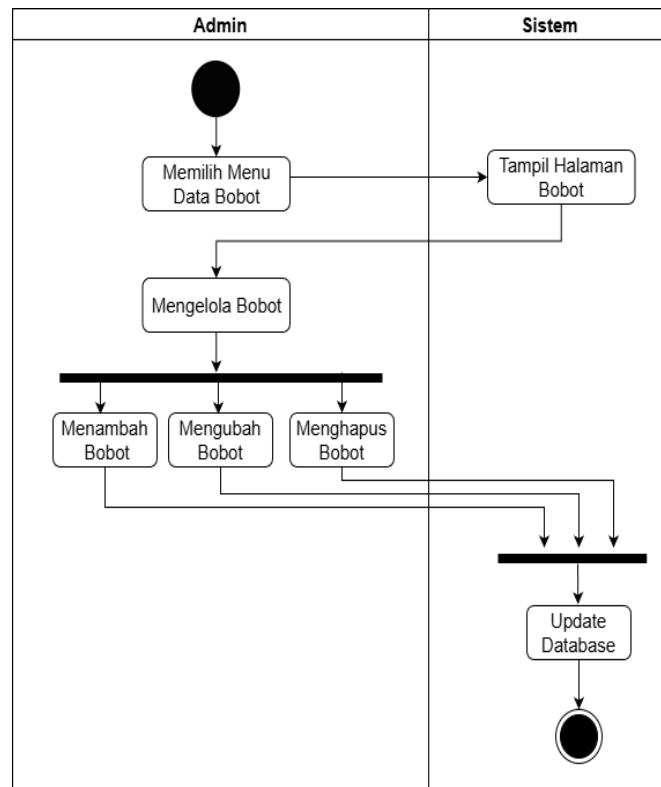 Admin
Sistem
Memilih Menu
Data Bobot
Tampil Halaman
Bobot
Mengelola Bobot
Menambah
Bobot
Mengubah
Bobot
Menghapus
Bobot
Update
Database